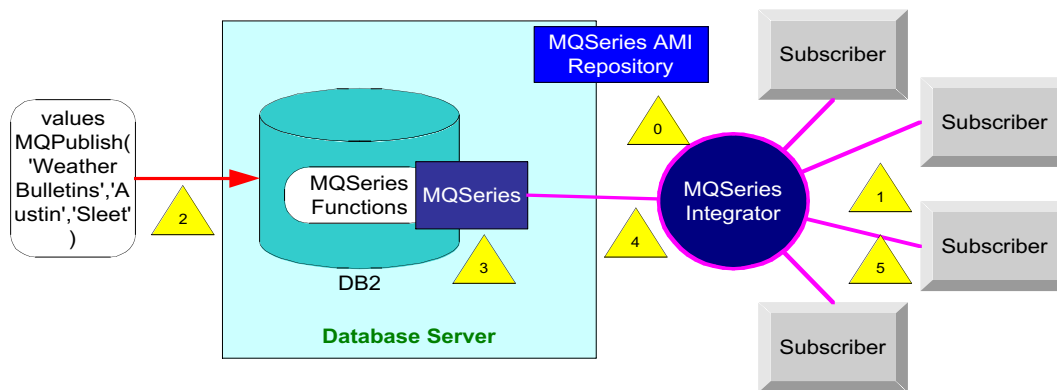 values
MQPublish(
'Weather
Bulletins','A
ustin','Sleet'
)
2
MQSeries
Functions
MQSeries
3
DB2
Database Server
MQSeries AMI
Repository
0
4
MQSeries
Integrator
1
5
Subscriber
Subscriber
Subscriber
Subscriber